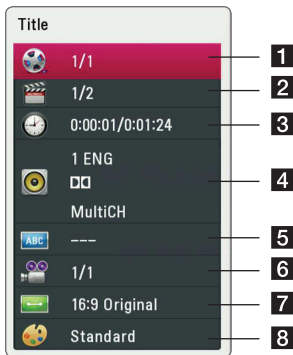 Title
1/1
1
1/2
2
0:00:01/0:01:24
3
1 ENG
MultiCH
4
ABC
---
5
1/1
6
16:9 Original
7
Standard
8